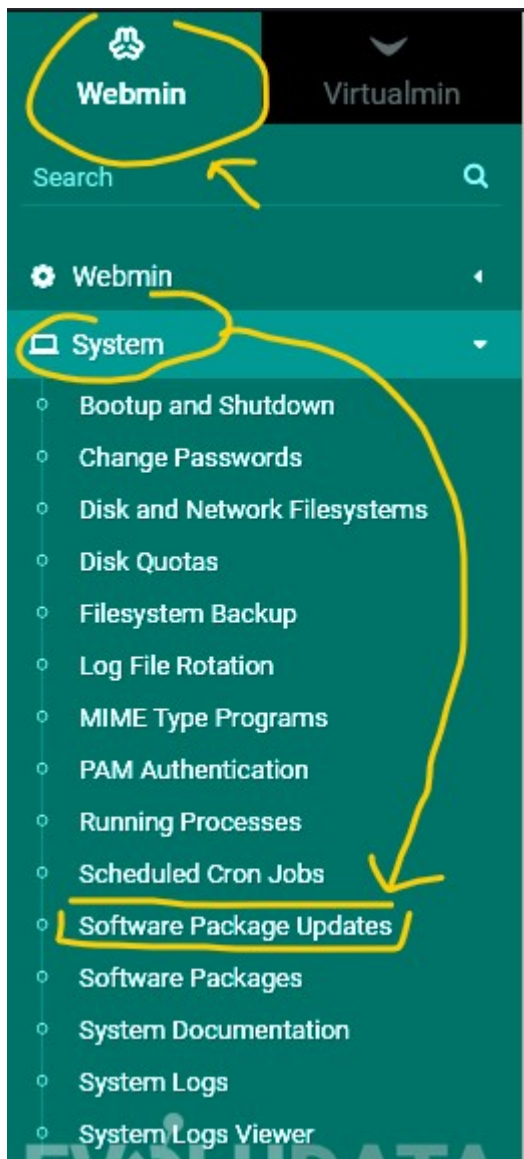 Webmin
Virtualmin
Search
Webmin
System
Bootup and Shutdown
Change Passwords
Disk and Network Filesystems
Disk Quotas
Filesystem Backup
Log File Rotation
MIME Type Programs
PAM Authentication
Running Processes
Scheduled Cron Jobs
Software Package Updates
Software Packages
System Documentation
System Logs
System Logs Viewer